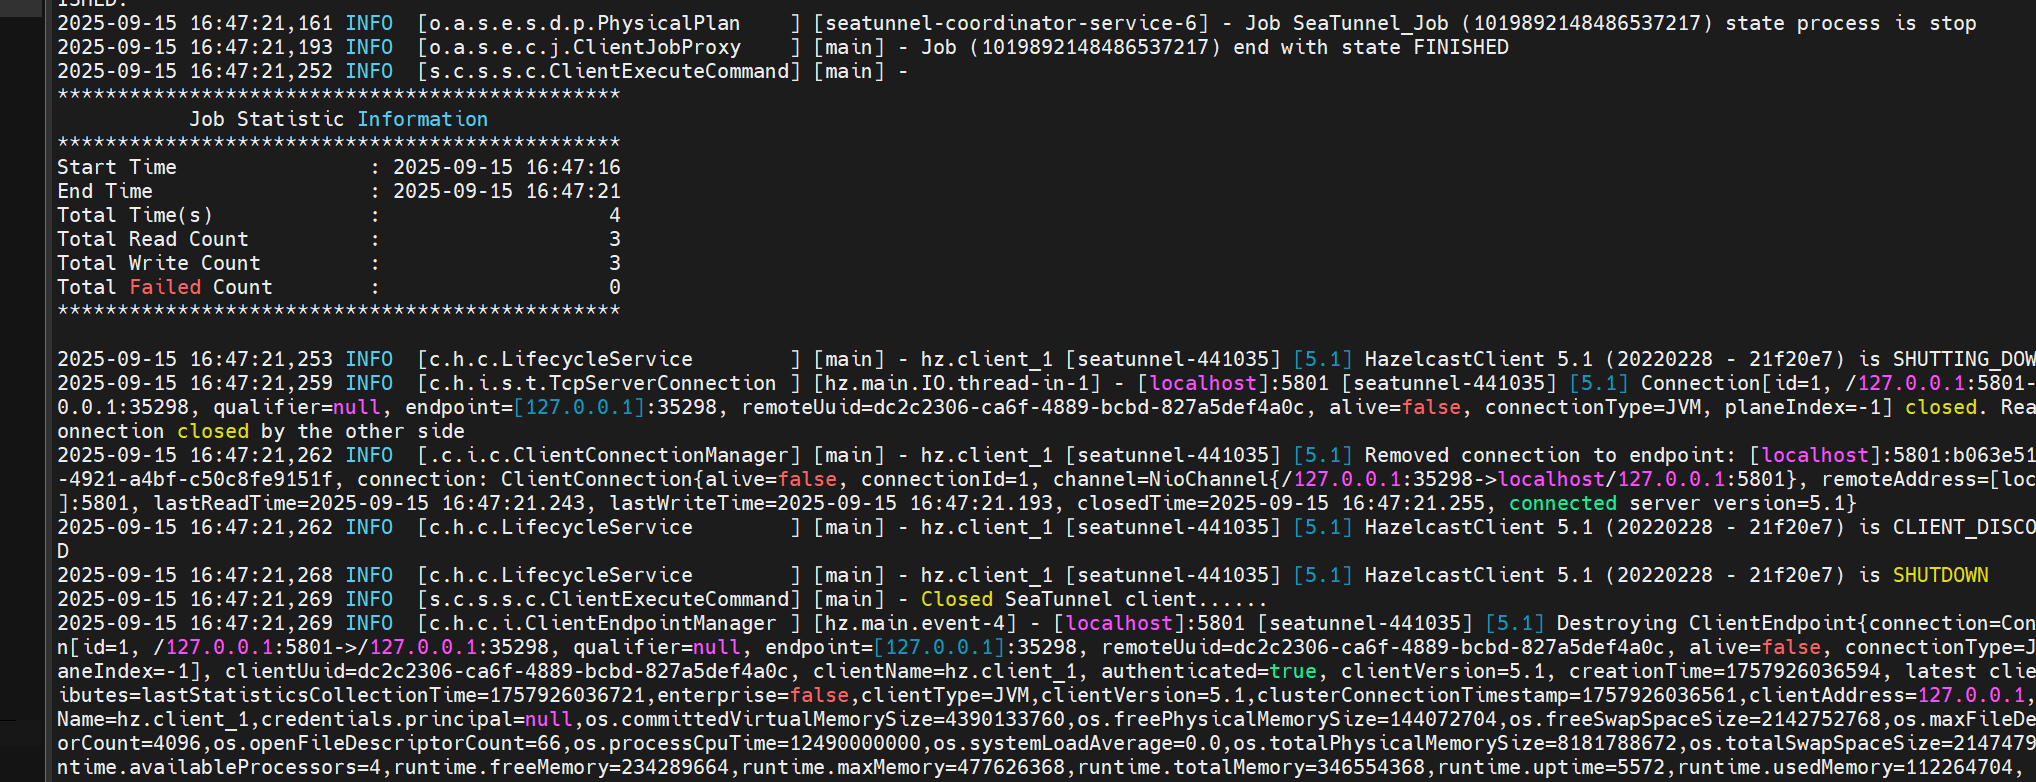 ISHED.
2025-09-15 16:47:21,161 INFO  [o.a.s.e.s.d.p.PhysicalPlan    ] [seatunnel-coordinator-service-6] - Job SeaTunnel_Job (1019892148486537217) state process is stop
2025-09-15 16:47:21,193 INFO  [o.a.s.e.c.j.ClientJobProxy    ] [main] - Job (1019892148486537217) end with state FINISHED
2025-09-15 16:47:21,252 INFO  [s.c.s.s.c.ClientExecuteCommand] [main] -
***********************************************
           Job Statistic Information
***********************************************
Start Time                : 2025-09-15 16:47:16
End Time                  : 2025-09-15 16:47:21
Total Time(s)             :                   4
Total Read Count          :                   3
Total Write Count         :                   3
Total Failed Count        :                   0
***********************************************
2025-09-15 16:47:21,253 INFO  [c.h.c.LifecycleService        ] [main] - hz.client_1 [seatunnel-441035] [5.1] HazelcastClient 5.1 (20220228 - 21f20e7) is SHUTTING_DOW
2025-09-15 16:47:21,259 INFO  [c.h.i.s.t.TcpServerConnection ] [hz.main.IO.thread-in-1] - [localhost]:5801 [seatunnel-441035] [5.1] Connection[id=1, /127.0.0.1:5801-
0.0.1:35298, qualifier=null, endpoint=[127.0.0.1]:35298, remoteUuid=dc2c2306-ca6f-4889-bcbd-827a5def4a0c, alive=false, connectionType=JVM, planeIndex=-1] closed. Rea
onnection closed by the other side
2025-09-15 16:47:21,262 INFO  [.c.i.c.ClientConnectionManager] [main] - hz.client_1 [seatunnel-441035] [5.1] Removed connection to endpoint: [localhost]:5801:b063e51
-4921-a4bf-c50c8fe9151f, connection: ClientConnection{alive=false, connectionId=1, channel=NioChannel{/127.0.0.1:35298->localhost/127.0.0.1:5801}, remoteAddress=[loc
]:5801, lastReadTime=2025-09-15 16:47:21.243, lastWriteTime=2025-09-15 16:47:21.193, closedTime=2025-09-15 16:47:21.255, connected server version=5.1}
2025-09-15 16:47:21,262 INFO  [c.h.c.LifecycleService        ] [main] - hz.client_1 [seatunnel-441035] [5.1] HazelcastClient 5.1 (20220228 - 21f20e7) is CLIENT_DISCO
D
2025-09-15 16:47:21,268 INFO  [c.h.c.LifecycleService        ] [main] - hz.client_1 [seatunnel-441035] [5.1] HazelcastClient 5.1 (20220228 - 21f20e7) is SHUTDOWN
2025-09-15 16:47:21,269 INFO  [s.c.s.s.c.ClientExecuteCommand] [main] - Closed SeaTunnel client......
2025-09-15 16:47:21,269 INFO  [c.h.c.i.ClientEndpointManager ] [hz.main.event-4] - [localhost]:5801 [seatunnel-441035] [5.1] Destroying ClientEndpoint{connection=Con
n[id=1, /127.0.0.1:5801->/127.0.0.1:35298, qualifier=null, endpoint=[127.0.0.1]:35298, remoteUuid=dc2c2306-ca6f-4889-bcbd-827a5def4a0c, alive=false, connectionType=J
aneIndex=-1], clientUuid=dc2c2306-ca6f-4889-bcbd-827a5def4a0c, clientName=hz.client_1, authenticated=true, clientVersion=5.1, creationTime=1757926036594, latest clie
ibutes=lastStatisticsCollectionTime=1757926036721,enterprise=false,clientType=JVM,clientVersion=5.1,clusterConnectionTimestamp=1757926036561,clientAddress=127.0.0.1,
Name=hz.client_1,credentials.principal=null,os.committedVirtualMemorySize=4390133760,os.freePhysicalMemorySize=144072704,os.freeSwapSpaceSize=2142752768,os.maxFileDe
orCount=4096,os.openFileDescriptorCount=66,os.processCpuTime=12490000000,os.systemLoadAverage=0.0,os.totalPhysicalMemorySize=8181788672,os.totalSwapSpaceSize=2147479
ntime.availableProcessors=4,runtime.freeMemory=234289664,runtime.maxMemory=477626368,runtime.totalMemory=346554368,runtime.uptime=5572,runtime.usedMemory=112264704,